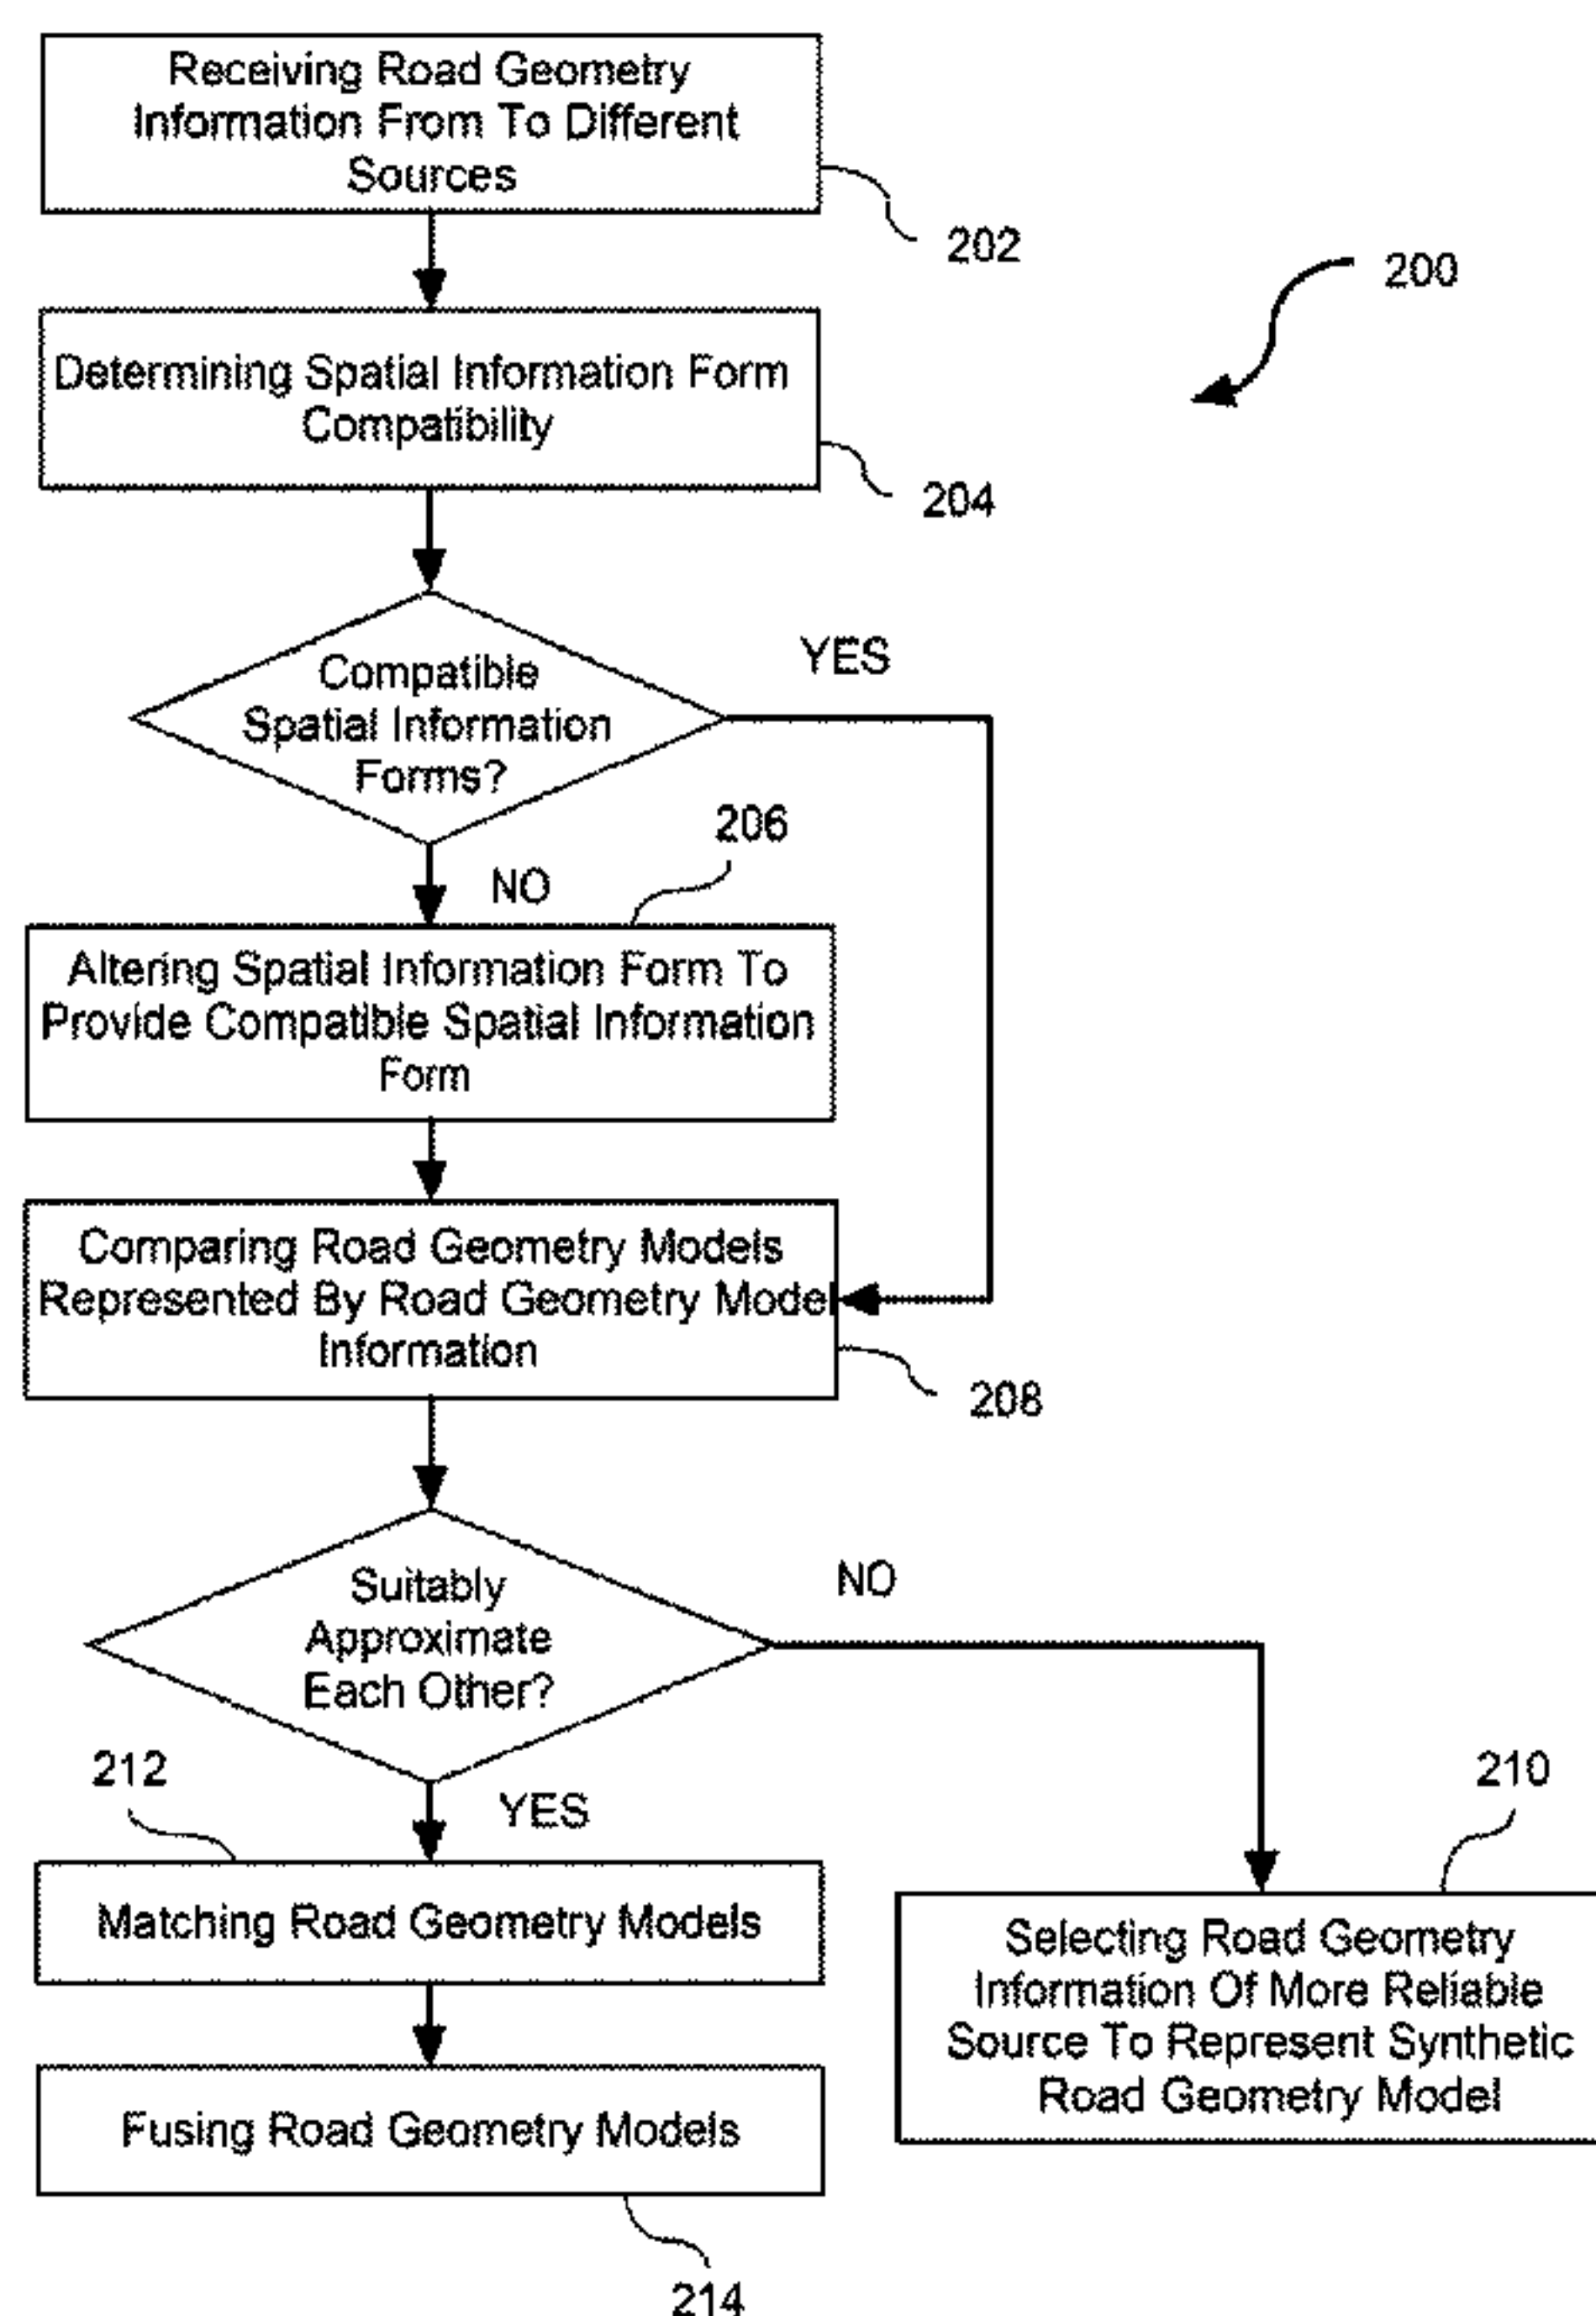 Receiving Road Geometry
Information From To Different
Sources
202
200
Determining Spatial Information Form
Compatibility
204
Compatible
Spatial Information
Forms?
YES
206
NO
Altering Spatial Information Form To
Provide Compatible Spatial Information
Form
Comparing Road Geometry Models
Represented By Road Geometry Model
Information
208
Suitably
Approximate
Each Other?
NO
212
YES
210
Matching Road Geometry Models
Selecting Road Geometry
Information Of More Reliable
Source To Represent Synthetic
Road Geometry Model
Fusing Road Geometry Models
214